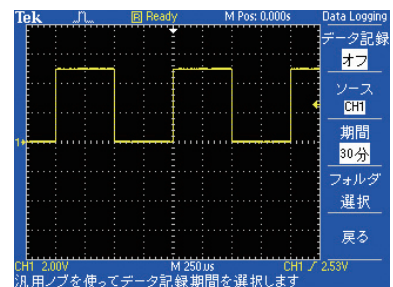 Tek R Ready M Pos: 0.000s Data Logging
データ記録
オフ
ソース
CH1
期間
30分
フォルダ
選択
戻る
1
CH1 2.00V M 250µs CH1 2.53V
汎用ノブを使ってデータ記録期間を選択します